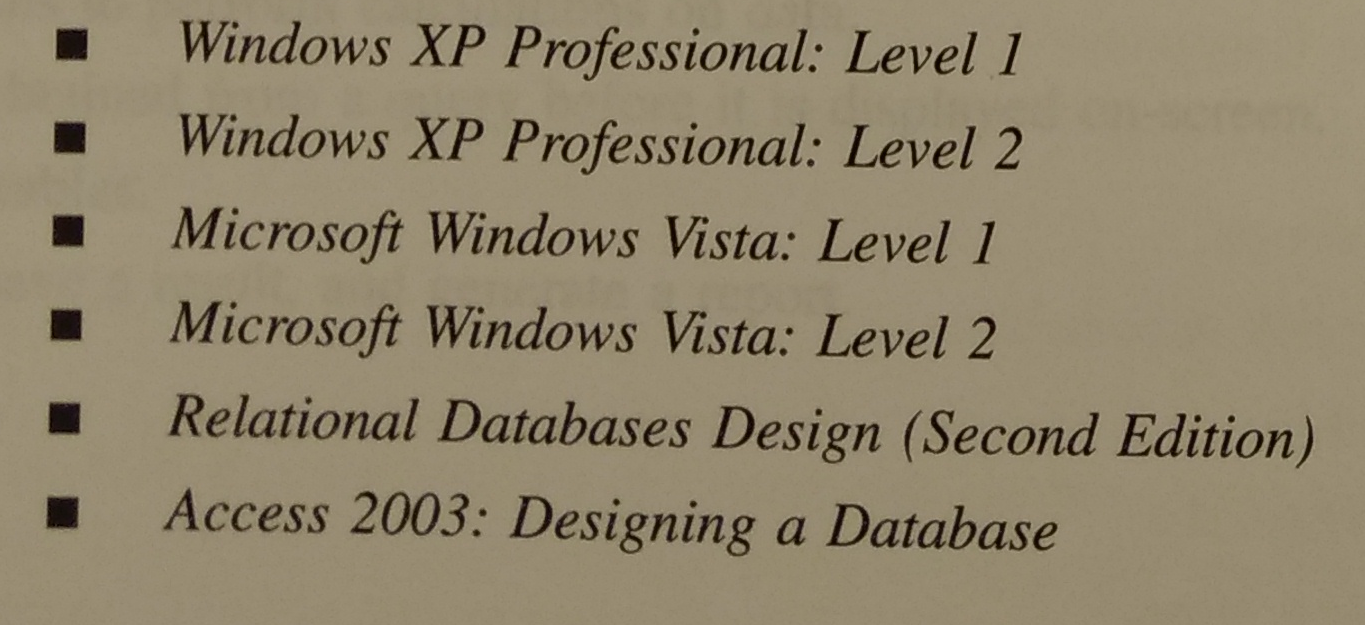 ■ Windows XP Professional: Level 1
■ Windows XP Professional: Level 2
■ Microsoft Windows Vista: Level 1
■ Microsoft Windows Vista: Level 2
■ Relational Databases Design (Second Edition)
■ Access 2003: Designing a Database